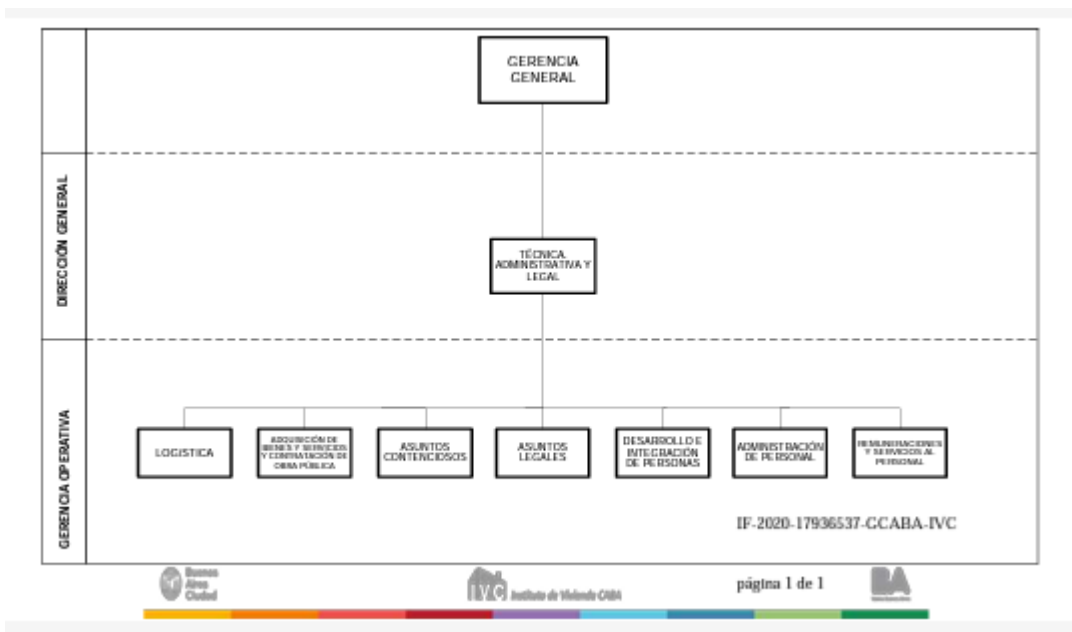 GERENCIA
GENERAL
DIRECCIÓN GENERAL
TÉCNICA
ADMINISTRATIVA Y
LEGAL
GERENCIA OPERATIVA
LOGISTICA
ADQUISICIÓN DE
BIENES Y SERVICIOS
Y CONTRATACIÓN DE
OBRA PÚBLICA
ASUNTOS
CONTENCIOSOS
ASUNTOS
LEGALES
DESARROLLO E
INTEGRACIÓN
DE PERSONAS
ADMINISTRACIÓN
DE PERSONAL
REMUNERACIONES
Y SERVICIOS AL
PERSONAL
IF-2020-17936537-GCABA-IVC
Buenos
Aires
Ciudad
IVC Instituto de Vivienda CABA
página 1 de 1
BA